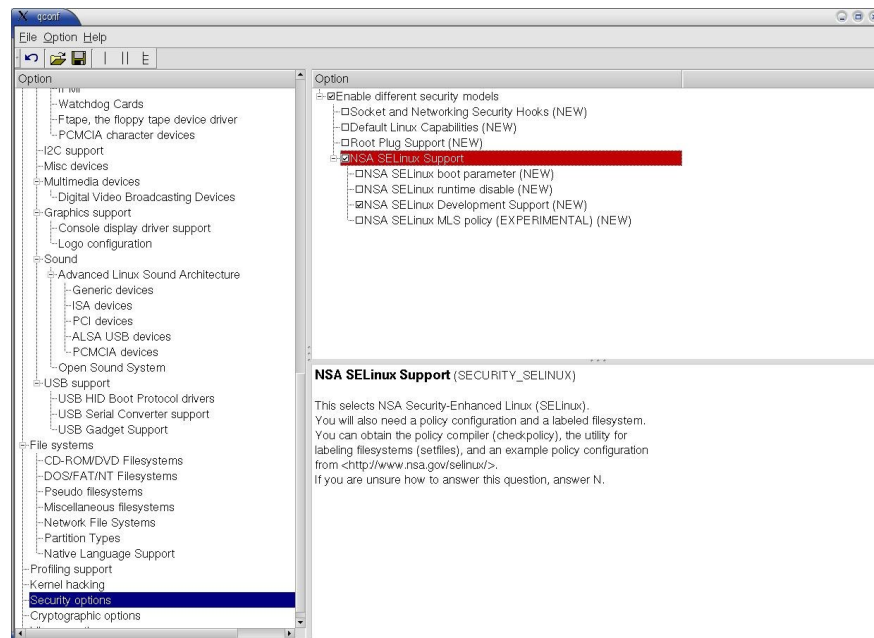 qconf
File Option Help
Option
IPMI
Watchdog Cards
Ftape, the floppy tape device driver
PCMCIA character devices
I2C support
Misc devices
Multimedia devices
Digital Video Broadcasting Devices
Graphics support
Console display driver support
Logo configuration
Sound
Advanced Linux Sound Architecture
Generic devices
ISA devices
PCI devices
ALSA USB devices
PCMCIA devices
Open Sound System
USB support
USB HID Boot Protocol drivers
USB Serial Converter support
USB Gadget Support
File systems
CD-ROM/DVD Filesystems
DOS/FAT/NT Filesystems
Pseudo filesystems
Miscellaneous filesystems
Network File Systems
Partition Types
Native Language Support
Profiling support
Kernel hacking
Security options
Cryptographic options
Option
Enable different security models
Socket and Networking Security Hooks (NEW)
Default Linux Capabilities (NEW)
Root Plug Support (NEW)
NSA SELinux Support
NSA SELinux boot parameter (NEW)
NSA SELinux runtime disable (NEW)
NSA SELinux Development Support (NEW)
NSA SELinux MLS policy (EXPERIMENTAL) (NEW)
NSA SELinux Support (SECURITY_SELINUX)
This selects NSA Security-Enhanced Linux (SELinux).
You will also need a policy configuration and a labeled filesystem.
You can obtain the policy compiler (checkpolicy), the utility for
labeling filesystems (setfiles), and an example policy configuration
from <http://www.nsa.gov/selinux/>.
If you are unsure how to answer this question, answer N.